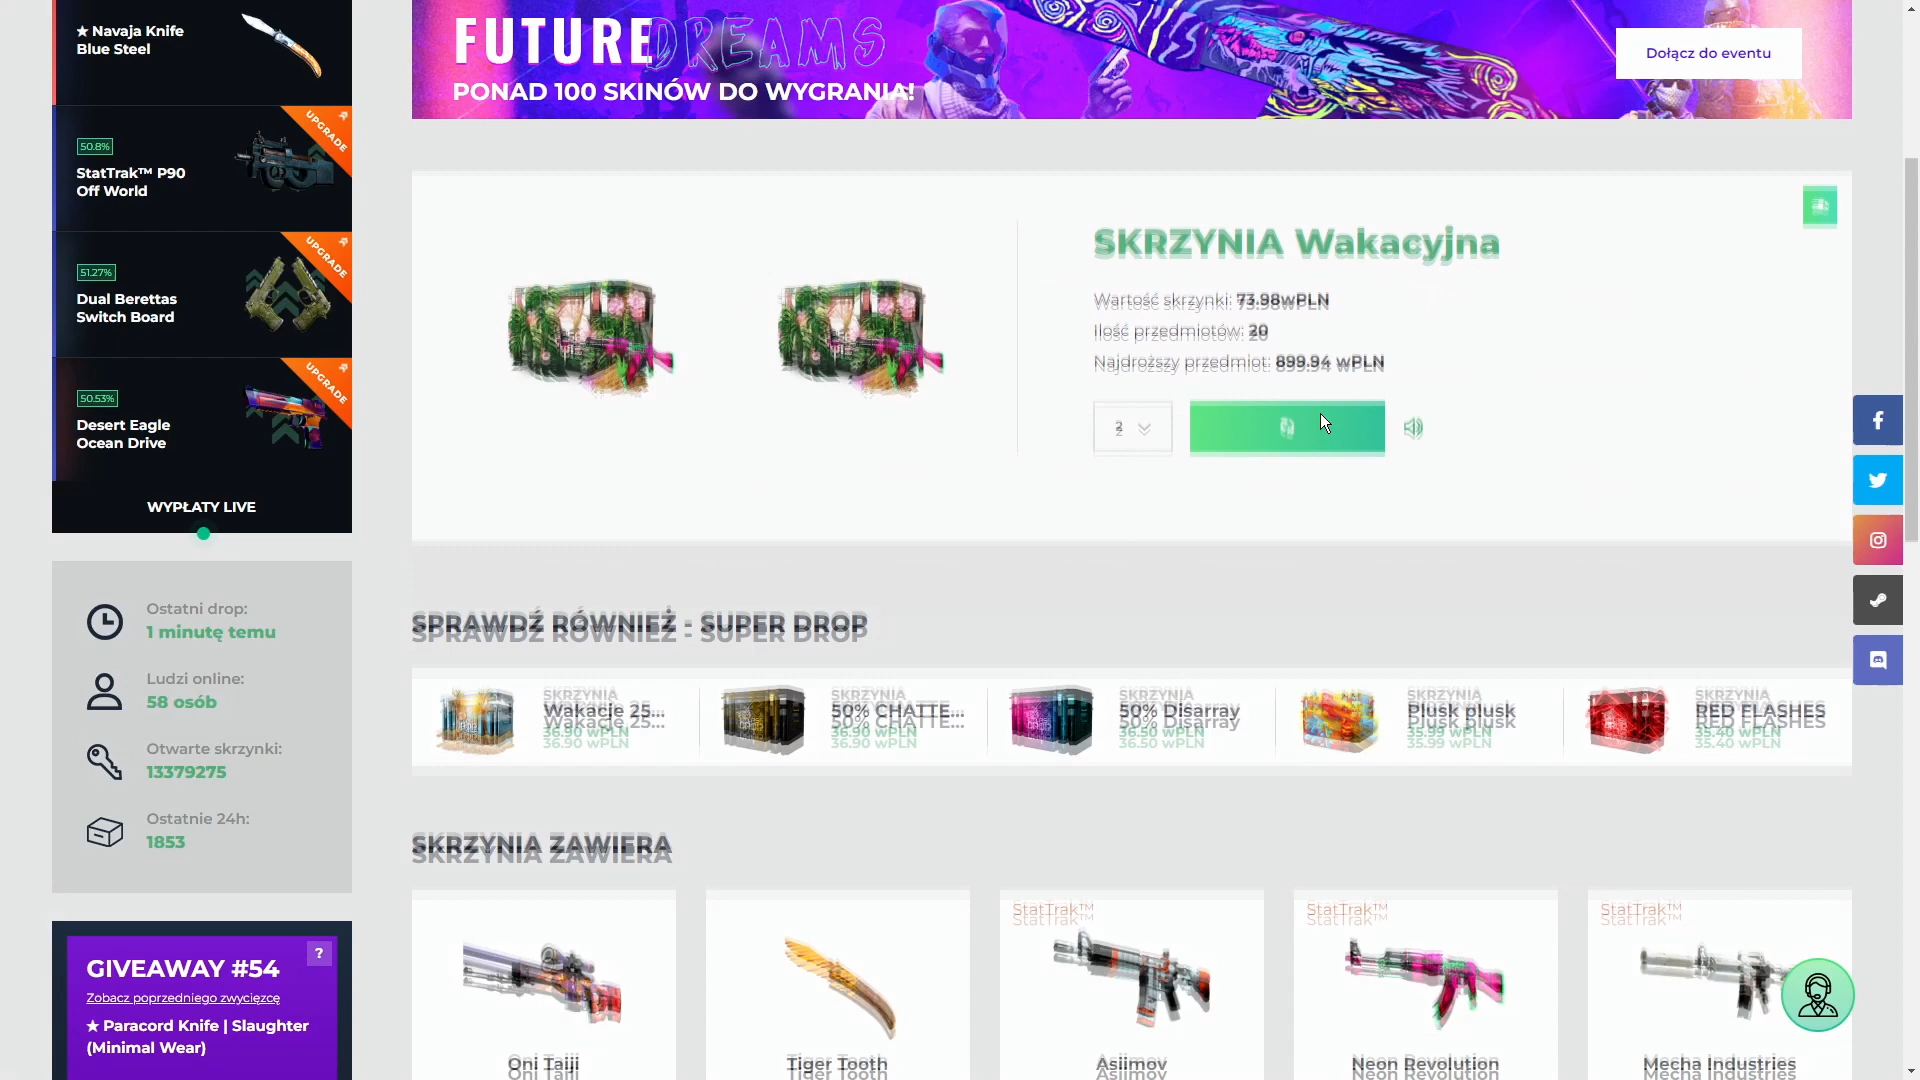 ★ Navaja Knife
Blue Steel
FUTURE DREAMS
PONAD 100 SKINÓW DO WYGRANIA!
Dołącz do eventu
50.8%
UPGRADE
StatTrak™ P90
Off World
51.27%
UPGRADE
Dual Berettas
Switch Board
50.53%
UPGRADE
Desert Eagle
Ocean Drive
WYPŁATY LIVE
SKRZYNIA Wakacyjna
Wartość skrzynki: 73.98wPLN
Ilość przedmiotów: 20
Najdroższy przedmiot: 899.94 wPLN
2
Ostatni drop:
1 minutę temu
Ludzi online:
58 osób
Otwarte skrzynki:
13379275
Ostatnie 24h:
1853
SPRAWDŹ RÓWNIEŻ - SUPER DROP
SKRZYNIA
Wakacje 25...
36.90 wPLN
SKRZYNIA
50% CHATTE...
36.90 wPLN
SKRZYNIA
50% Disarray
36.50 wPLN
SKRZYNIA
Plusk plusk
35.99 wPLN
SKRZYNIA
RED FLASHES
35.40 wPLN
SKRZYNIA ZAWIERA
Oni Taiji
Tiger Tooth
StatTrak™
Asiimov
StatTrak™
Neon Revolution
StatTrak™
Mecha Industries
GIVEAWAY #54
?
Zobacz poprzedniego zwycięzcę
★ Paracord Knife | Slaughter
(Minimal Wear)